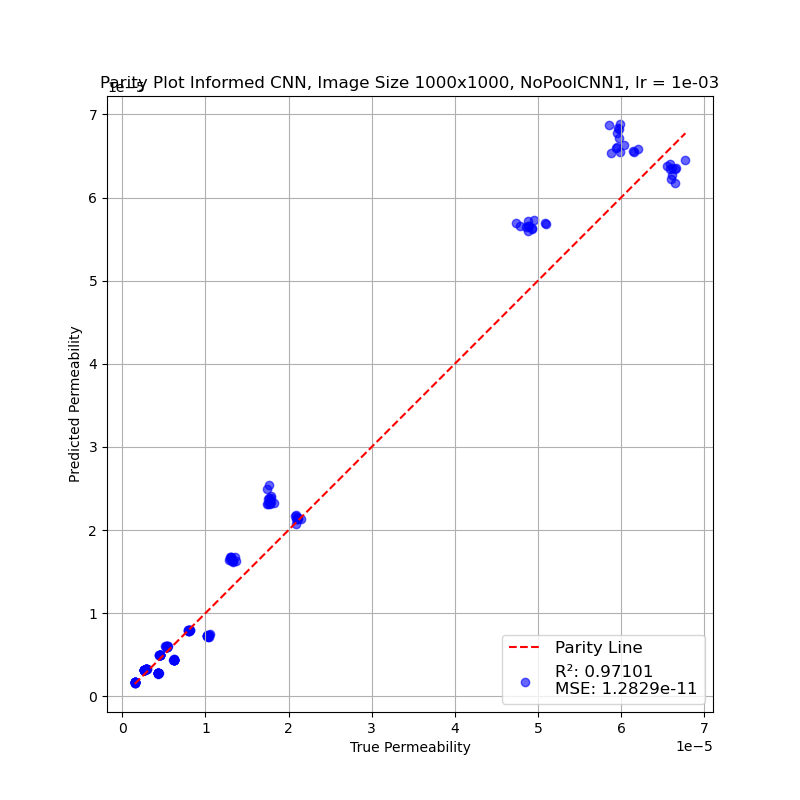 Parity Plot Informed CNN, Image Size 1000x1000, NoPoolCNN1, lr = 1e-03
1e-5
7
6
5
4
3
2
1
0
Predicted Permeability
Parity Line
R²: 0.97101
MSE: 1.2829e-11
0 1 2 3 4 5 6 7
1e-5
True Permeability